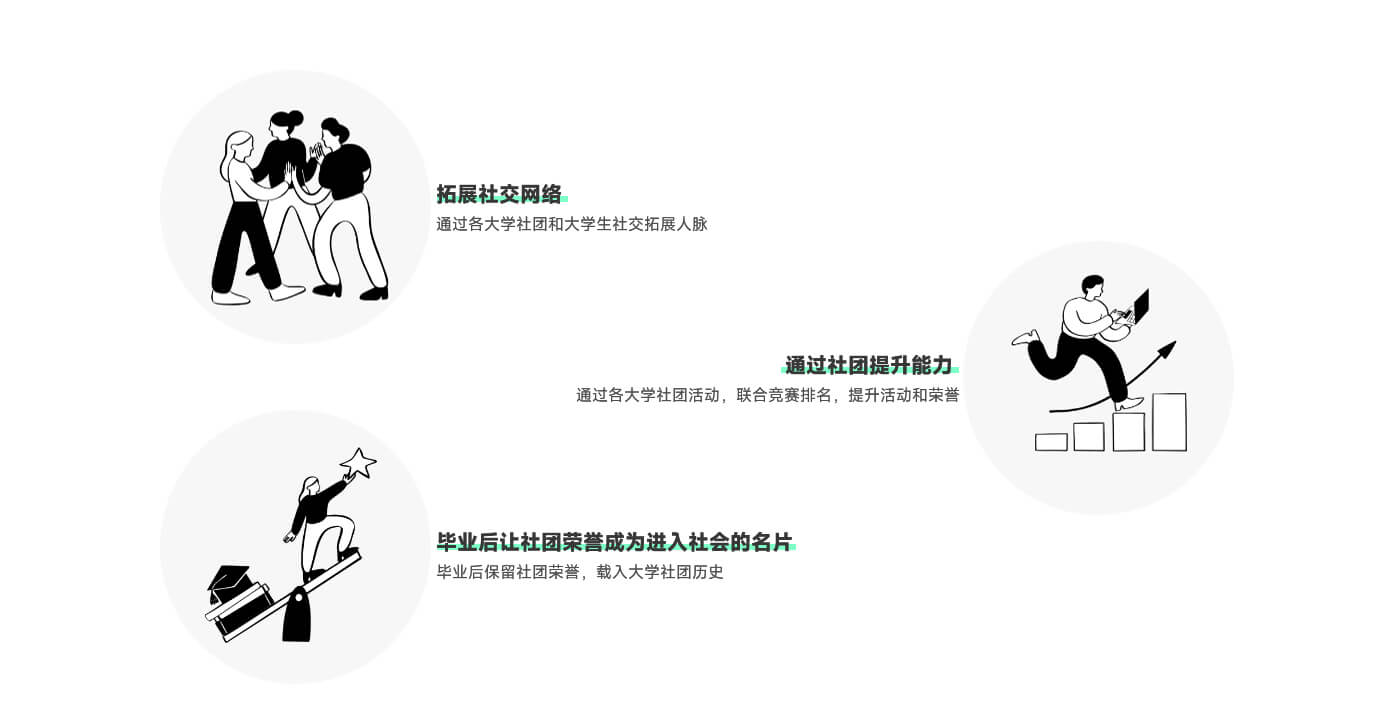 拓展社交网络
通过各大学社团和大学生社交拓展人脉
通过社团提升能力
通过各大学社团活动，联合竞赛排名，提升活动和荣誉
毕业后让社团荣誉成为进入社会的名片
毕业后保留社团荣誉，载入大学社团历史